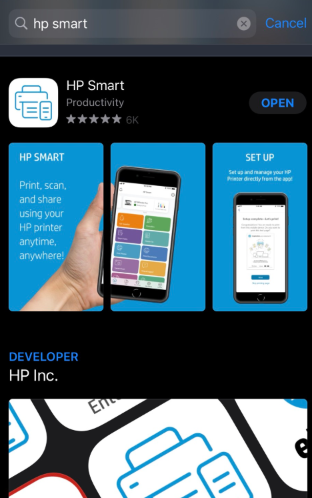 hp smart
Cancel
HP Smart
Productivity
6K
OPEN
HP SMART
Print, scan,
and share
using your
HP printer
anytime,
anywhere!
SET UP
Set up and manage your HP
Printer directly from the app!
DEVELOPER
HP Inc.